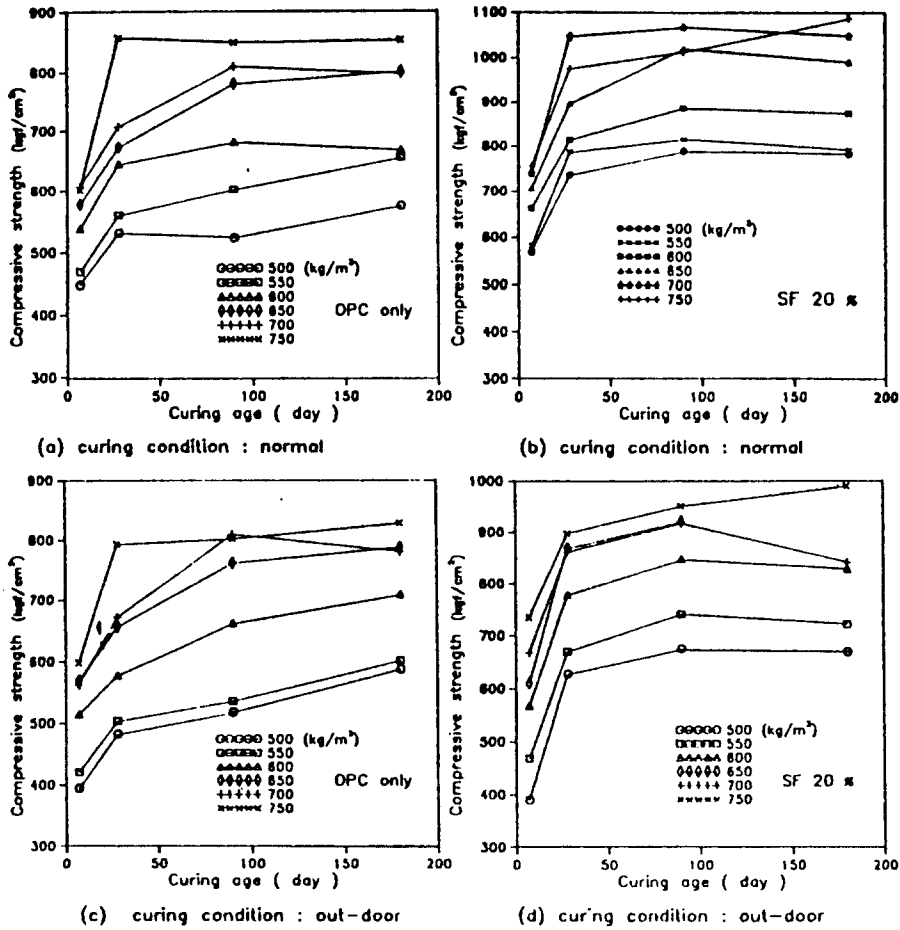 Compressive strength (kgf/cm²)
900
800
700
600
500
400
300
0 50 100 150 200
Curing age ( day )
500 (kg/m³)
550
600
650
700
750
OPC only
(a) curing condition : normal
Compressive strength (kgf/cm²)
1100
1000
900
800
700
600
500
400
300
0 50 100 150 200
Curing age ( day )
500 (kg/m³)
550
600
650
700
750
SF 20 %
(b) curing condition : normal
Compressive strength (kgf/cm²)
900
800
700
600
500
400
300
0 50 100 150 200
Curing age ( day )
500 (kg/m³)
550
600
650
700
750
OPC only
(c) curing condition : out-door
Compressive strength (kgf/cm²)
1000
900
800
700
600
500
400
300
0 50 100 150 200
Curing age ( day )
500 (kg/m³)
550
600
650
700
750
SF 20 %
(d) curing condition : out-door